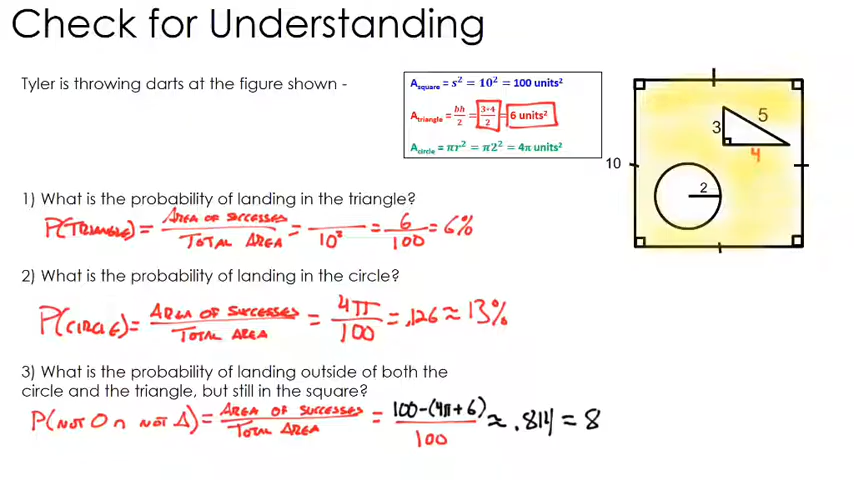 Check for Understanding
Tyler is throwing darts at the figure shown -
A_square = s² = 10² = 100 units²
A_triangle = bh/2 = 3*4/2 = 6 units²
A_circle = πr² = π2² = 4π units²
10
3
5
4
2
1) What is the probability of landing in the triangle?
P(TRIANGLE) = AREA OF SUCCESSES/TOTAL AREA = /10² = 6/100 = 6%
2) What is the probability of landing in the circle?
P(CIRCLE) = AREA OF SUCCESSES/TOTAL AREA = 4π/100 = .126 ≈ 13%
3) What is the probability of landing outside of both the
circle and the triangle, but still in the square?
P(NOT O ∩ NOT Δ) = AREA OF SUCCESSES/TOTAL AREA = 100-(4π+6)/100 ≈ .814 = 8